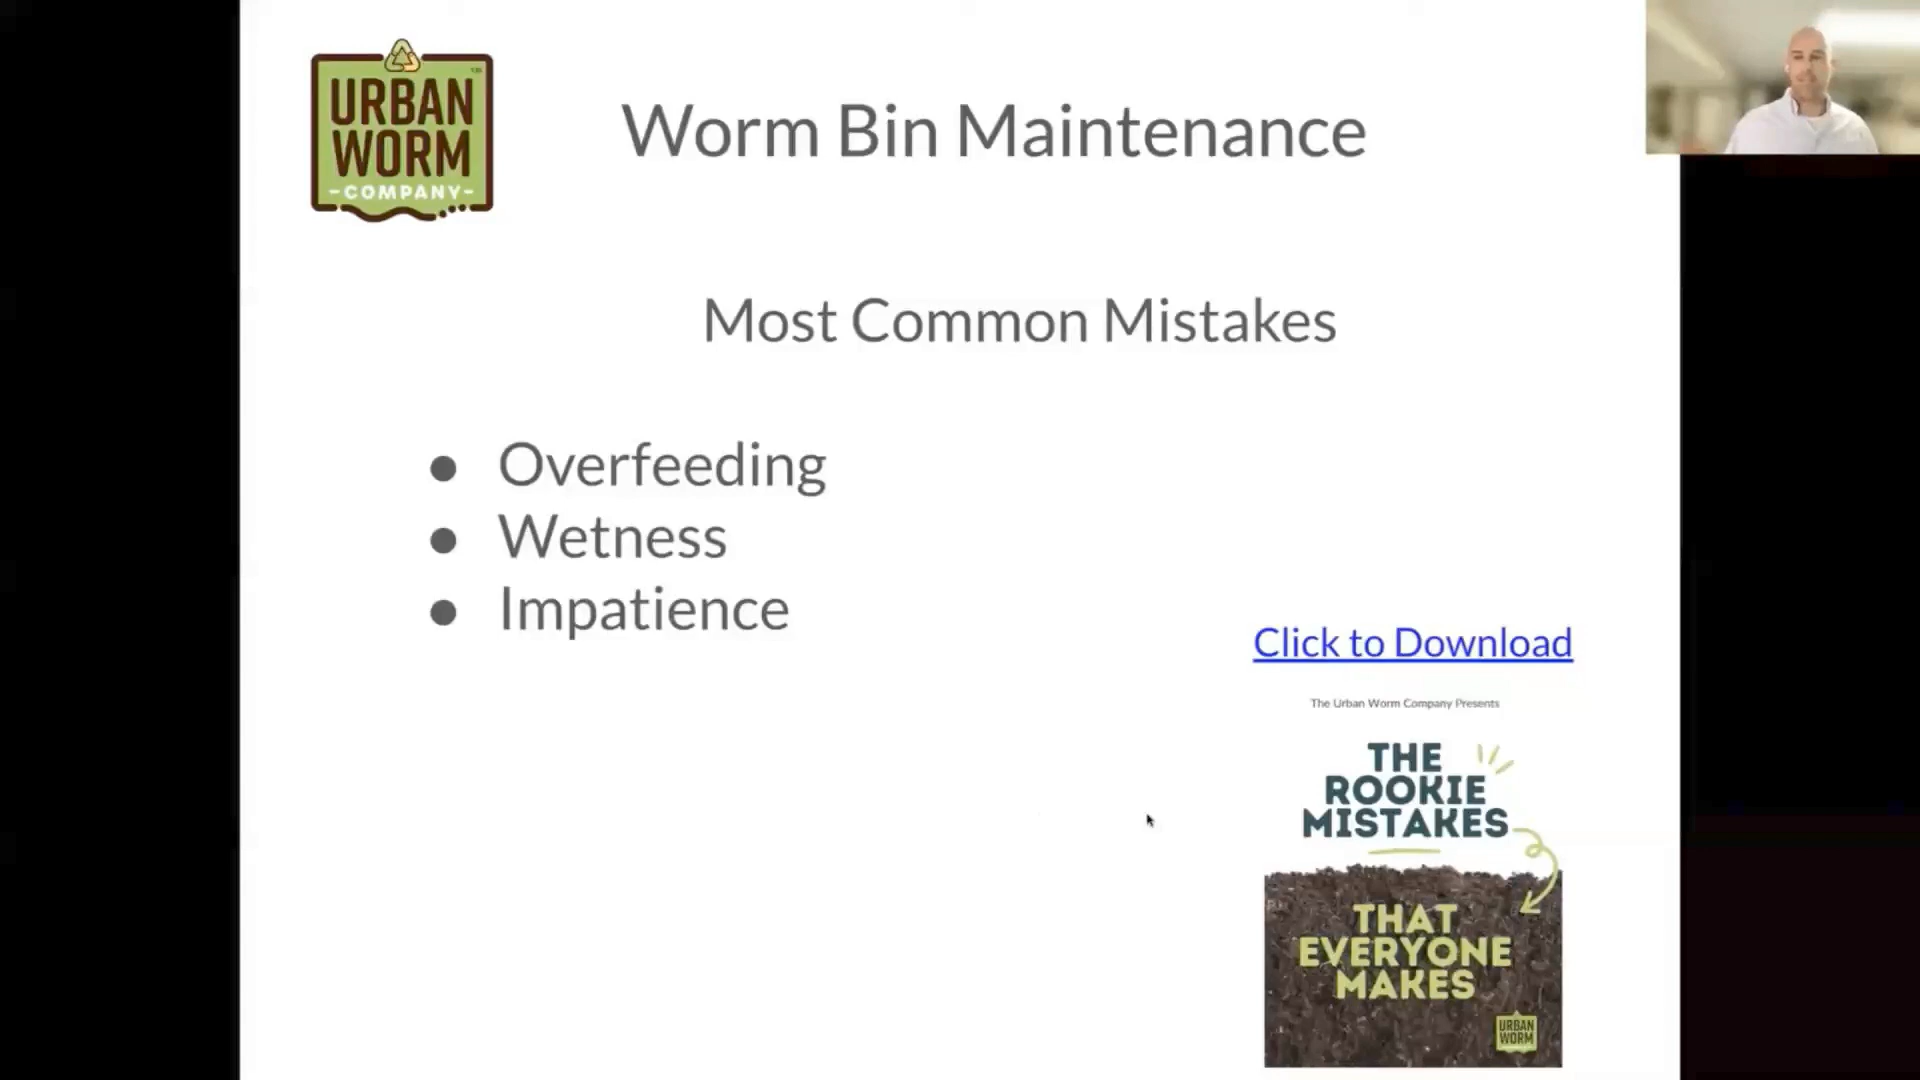 URBAN
WORM
-COMPANY-
TM
Worm Bin Maintenance
Most Common Mistakes
● Overfeeding
● Wetness
● Impatience
Click to Download
The Urban Worm Company Presents
THE
ROOKIE
MISTAKES
THAT
EVERYONE
MAKES
URBAN
WORM